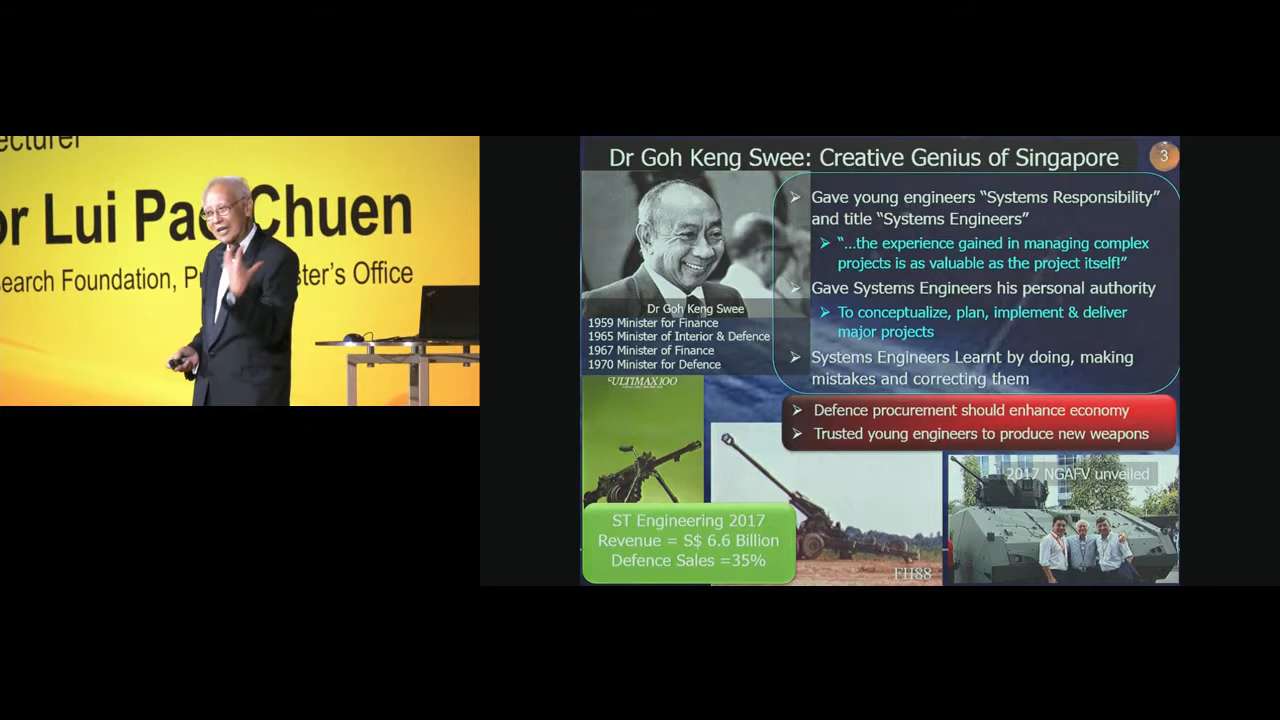 ecturer
or Lui Pao Chuen
search Foundation, Pr ster's Office
Dr Goh Keng Swee: Creative Genius of Singapore
3
Gave young engineers “Systems Responsibility”
and title “Systems Engineers”
“...the experience gained in managing complex
projects is as valuable as the project itself!”
Gave Systems Engineers his personal authority
To conceptualize, plan, implement & deliver
major projects
Systems Engineers Learnt by doing, making
mistakes and correcting them
Dr Goh Keng Swee
1959 Minister for Finance
1965 Minister of Interior & Defence
1967 Minister of Finance
1970 Minister for Defence
Defence procurement should enhance economy
Trusted young engineers to produce new weapons
ULTIMAX100
ST Engineering 2017
Revenue = S$ 6.6 Billion
Defence Sales =35%
FH88
2017 NGAFV unveiled